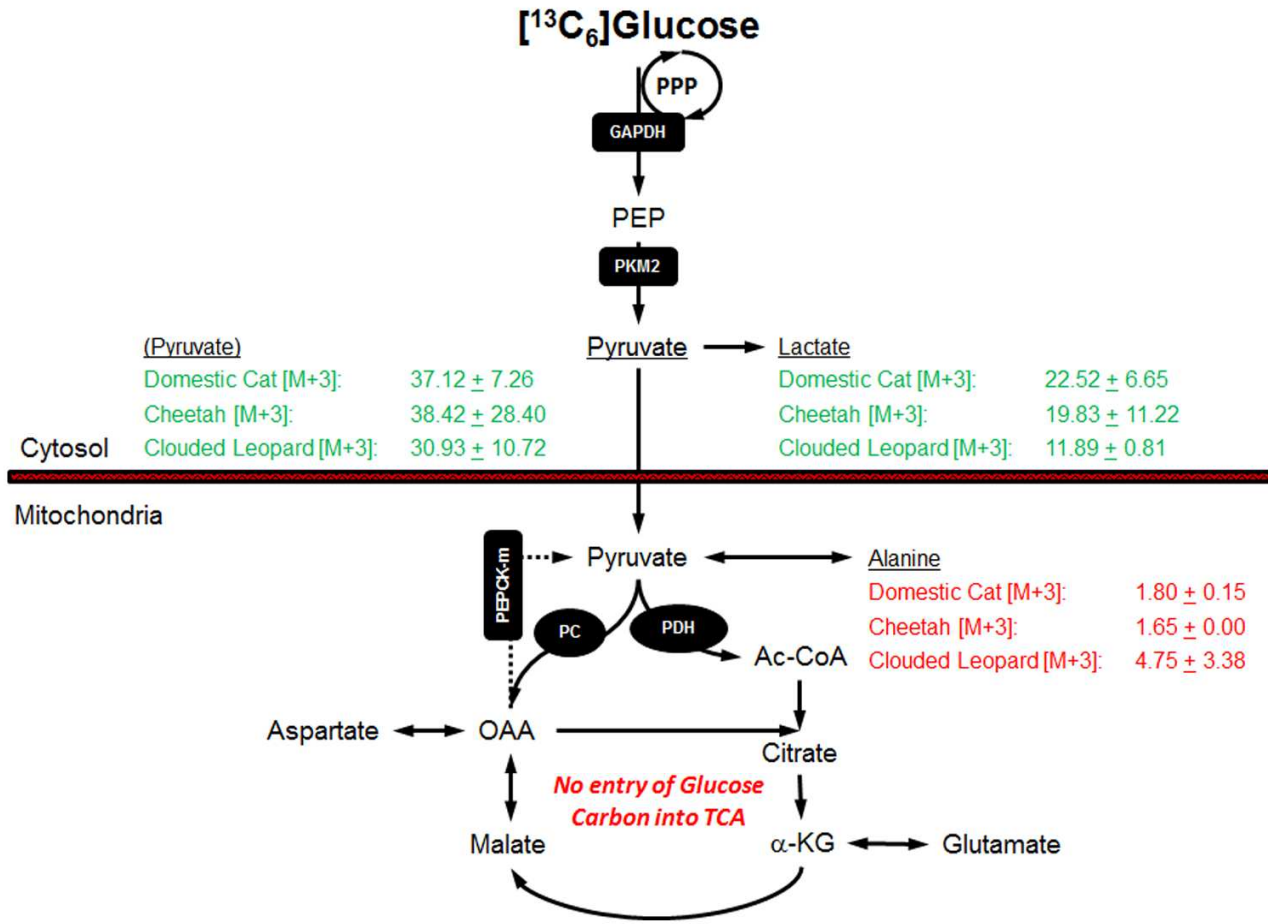 [¹³C₆]Glucose
PPP
GAPDH
PEP
PKM2
(Pyruvate)
Domestic Cat [M+3]: 37.12 ± 7.26
Cheetah [M+3]: 38.42 ± 28.40
Clouded Leopard [M+3]: 30.93 ± 10.72
Pyruvate
Lactate
Domestic Cat [M+3]: 22.52 ± 6.65
Cheetah [M+3]: 19.83 ± 11.22
Clouded Leopard [M+3]: 11.89 ± 0.81
Cytosol
Mitochondria
PEPCK-m
Pyruvate
Alanine
Domestic Cat [M+3]: 1.80 ± 0.15
Cheetah [M+3]: 1.65 ± 0.00
Clouded Leopard [M+3]: 4.75 ± 3.38
PC
PDH
Ac-CoA
Aspartate
OAA
Citrate
No entry of Glucose
Carbon into TCA
Malate
α-KG
Glutamate